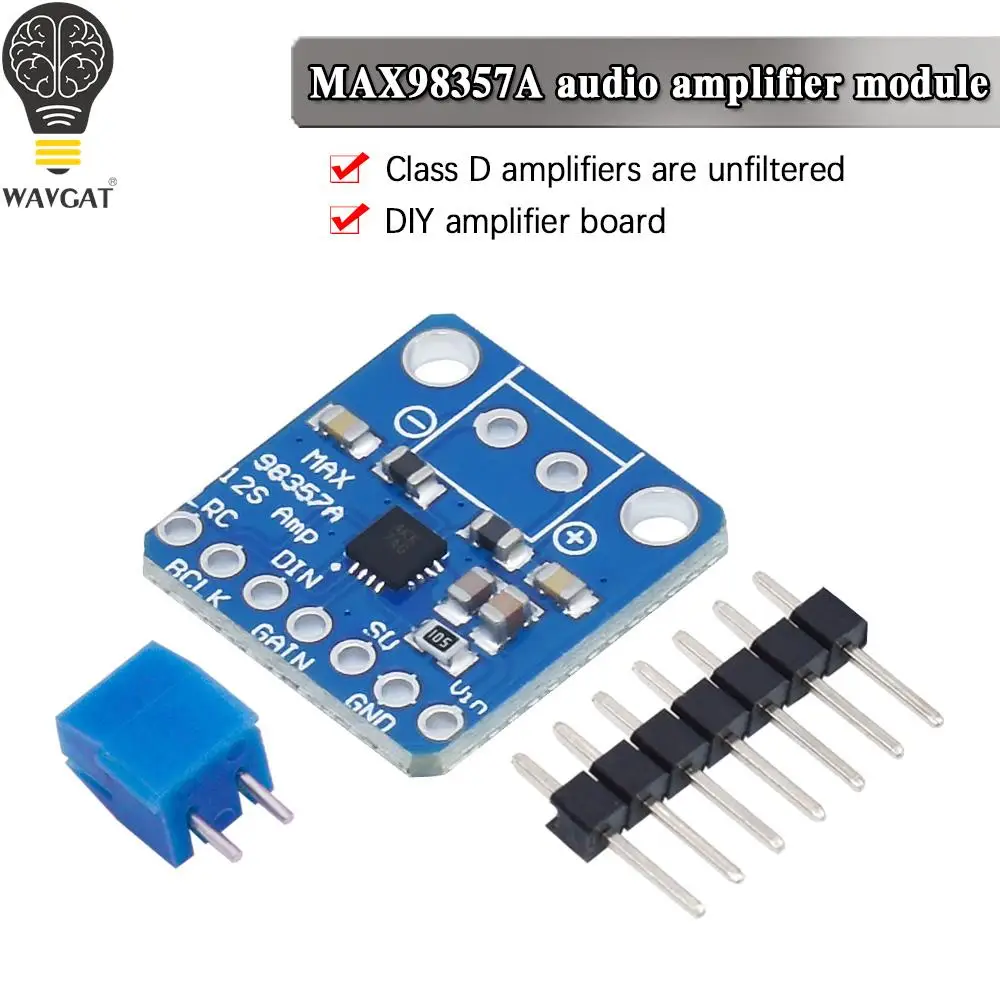 MAX98357A audio amplifier module
Class D amplifiers are unfiltered
DIY amplifier board
WAVGAT®
MAX
98357A
12S Amp
LRC
BCLK
DIN
GAIN
SD
GND
Vin
105